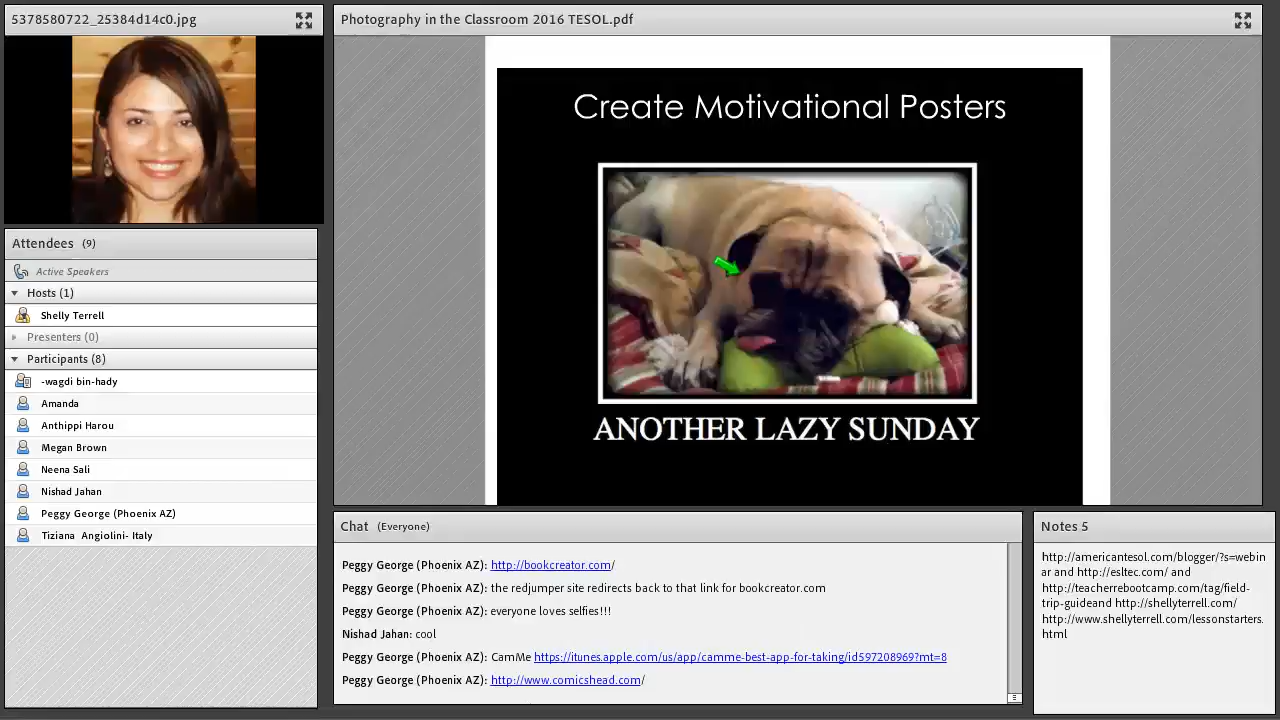 5378580722_25384d14c0.jpg
Attendees (9)
Active Speakers
Hosts (1)
Shelly Terrell
Presenters (0)
Participants (8)
-wagdi bin-hady
Amanda
Anthippi Harou
Megan Brown
Neena Sali
Nishad Jahan
Peggy George (Phoenix AZ)
Tiziana Angiolini- Italy
Photography in the Classroom 2016 TESOL.pdf
Create Motivational Posters
ANOTHER LAZY SUNDAY
Chat (Everyone)
Peggy George (Phoenix AZ): http://bookcreator.com/
Peggy George (Phoenix AZ): the redjumper site redirects back to that link for bookcreator.com
Peggy George (Phoenix AZ): everyone loves selfies!!!
Nishad Jahan: cool
Peggy George (Phoenix AZ): CamMe https://itunes.apple.com/us/app/camme-best-app-for-taking/id597208969?mt=8
Peggy George (Phoenix AZ): http://www.comicshead.com/
Notes 5
http://americantesol.com/blogger/?s=webin
ar and http://esltec.com/ and
http://teacherrebootcamp.com/tag/field-
trip-guideand http://shellyterrell.com/
http://www.shellyterrell.com/lessonstarters.
html